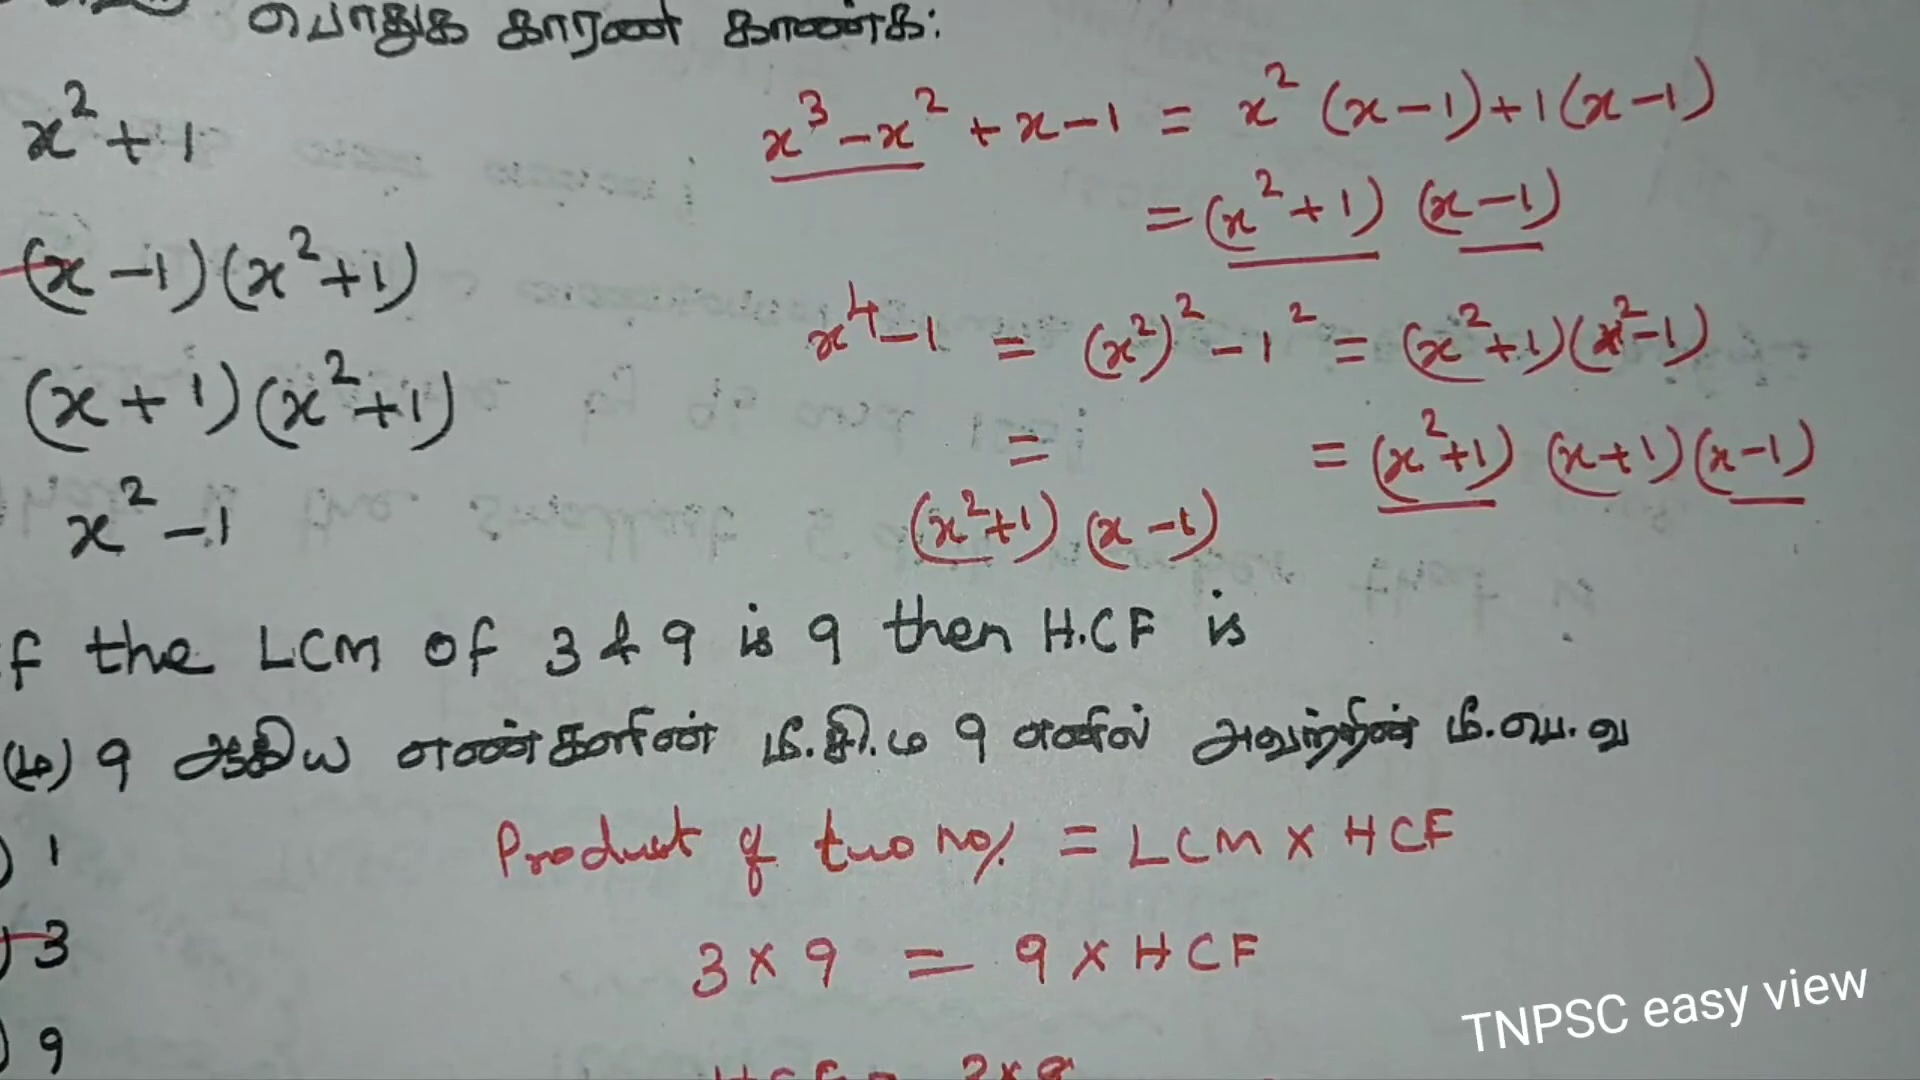 பொதுக காரணி காண்க:
x² + 1
x³ - x² + x - 1 = x² (x - 1) + 1 (x - 1)
= (x² + 1) (x - 1)
(x - 1) (x² + 1)
x⁴ - 1 = (x²)² - 1² = (x² + 1) (x² - 1)
(x + 1) (x² + 1)
= = (x² + 1) (x + 1) (x - 1)
x² - 1
(x² + 1) (x - 1)
f the LCM of 3 & 9 is 9 then H.CF is
(ம) 9 ஆகிய எண்களின் மீ.சி.ம 9 எனில் அவற்றின் மீ.பெ.வ
) 1
Product of two no/. = LCM × HCF
) 3
3 × 9 = 9 × HCF
) 9
TNPSC easy view